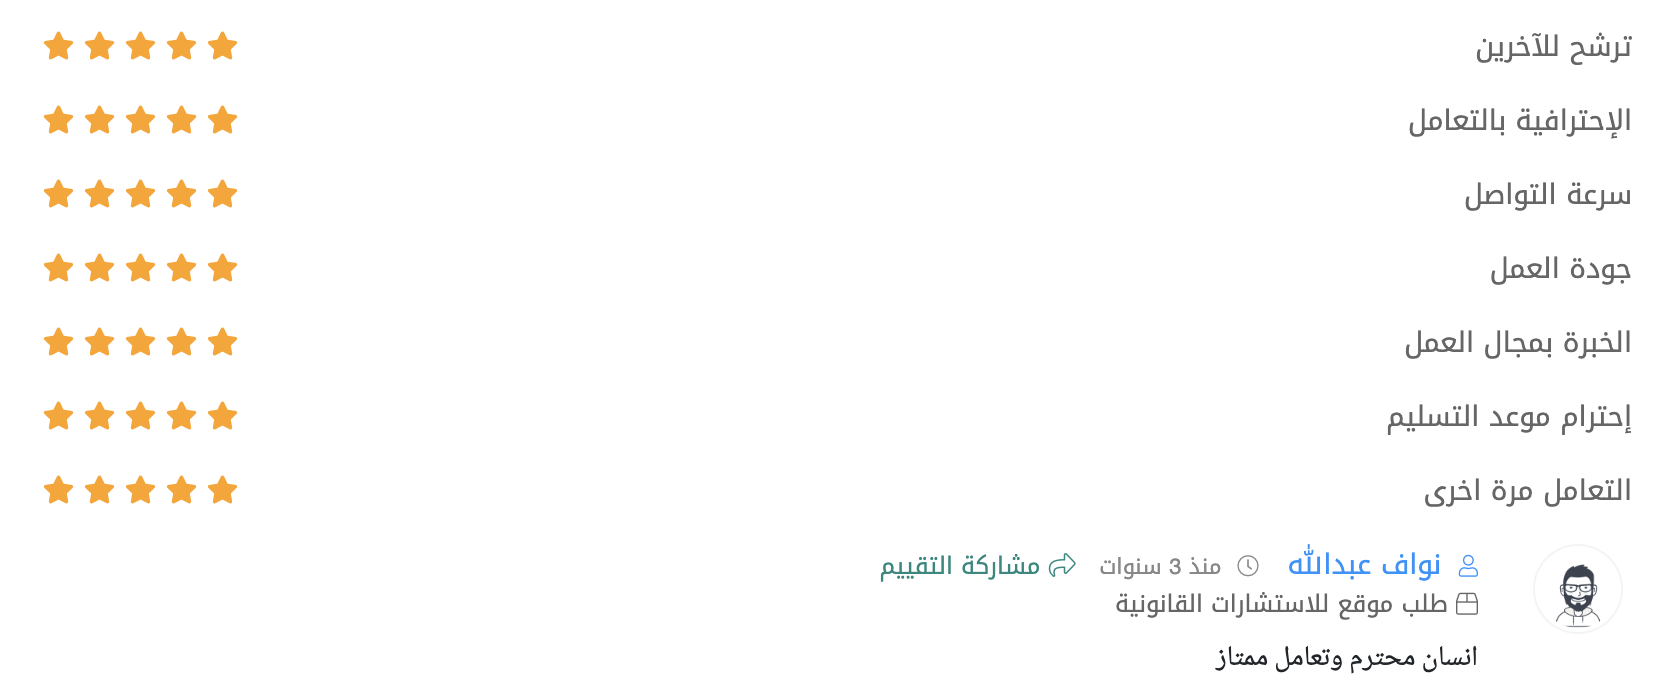 ترشح للآخرين
الإحترافية بالتعامل
سرعة التواصل
جودة العمل
الخبرة بمجال العمل
إحترام موعد التسليم
التعامل مرة اخرى
نواف عبدالله منذ 3 سنوات مشاركة التقييم
طلب موقع للاستشارات القانونية
انسان محترم وتعامل ممتاز